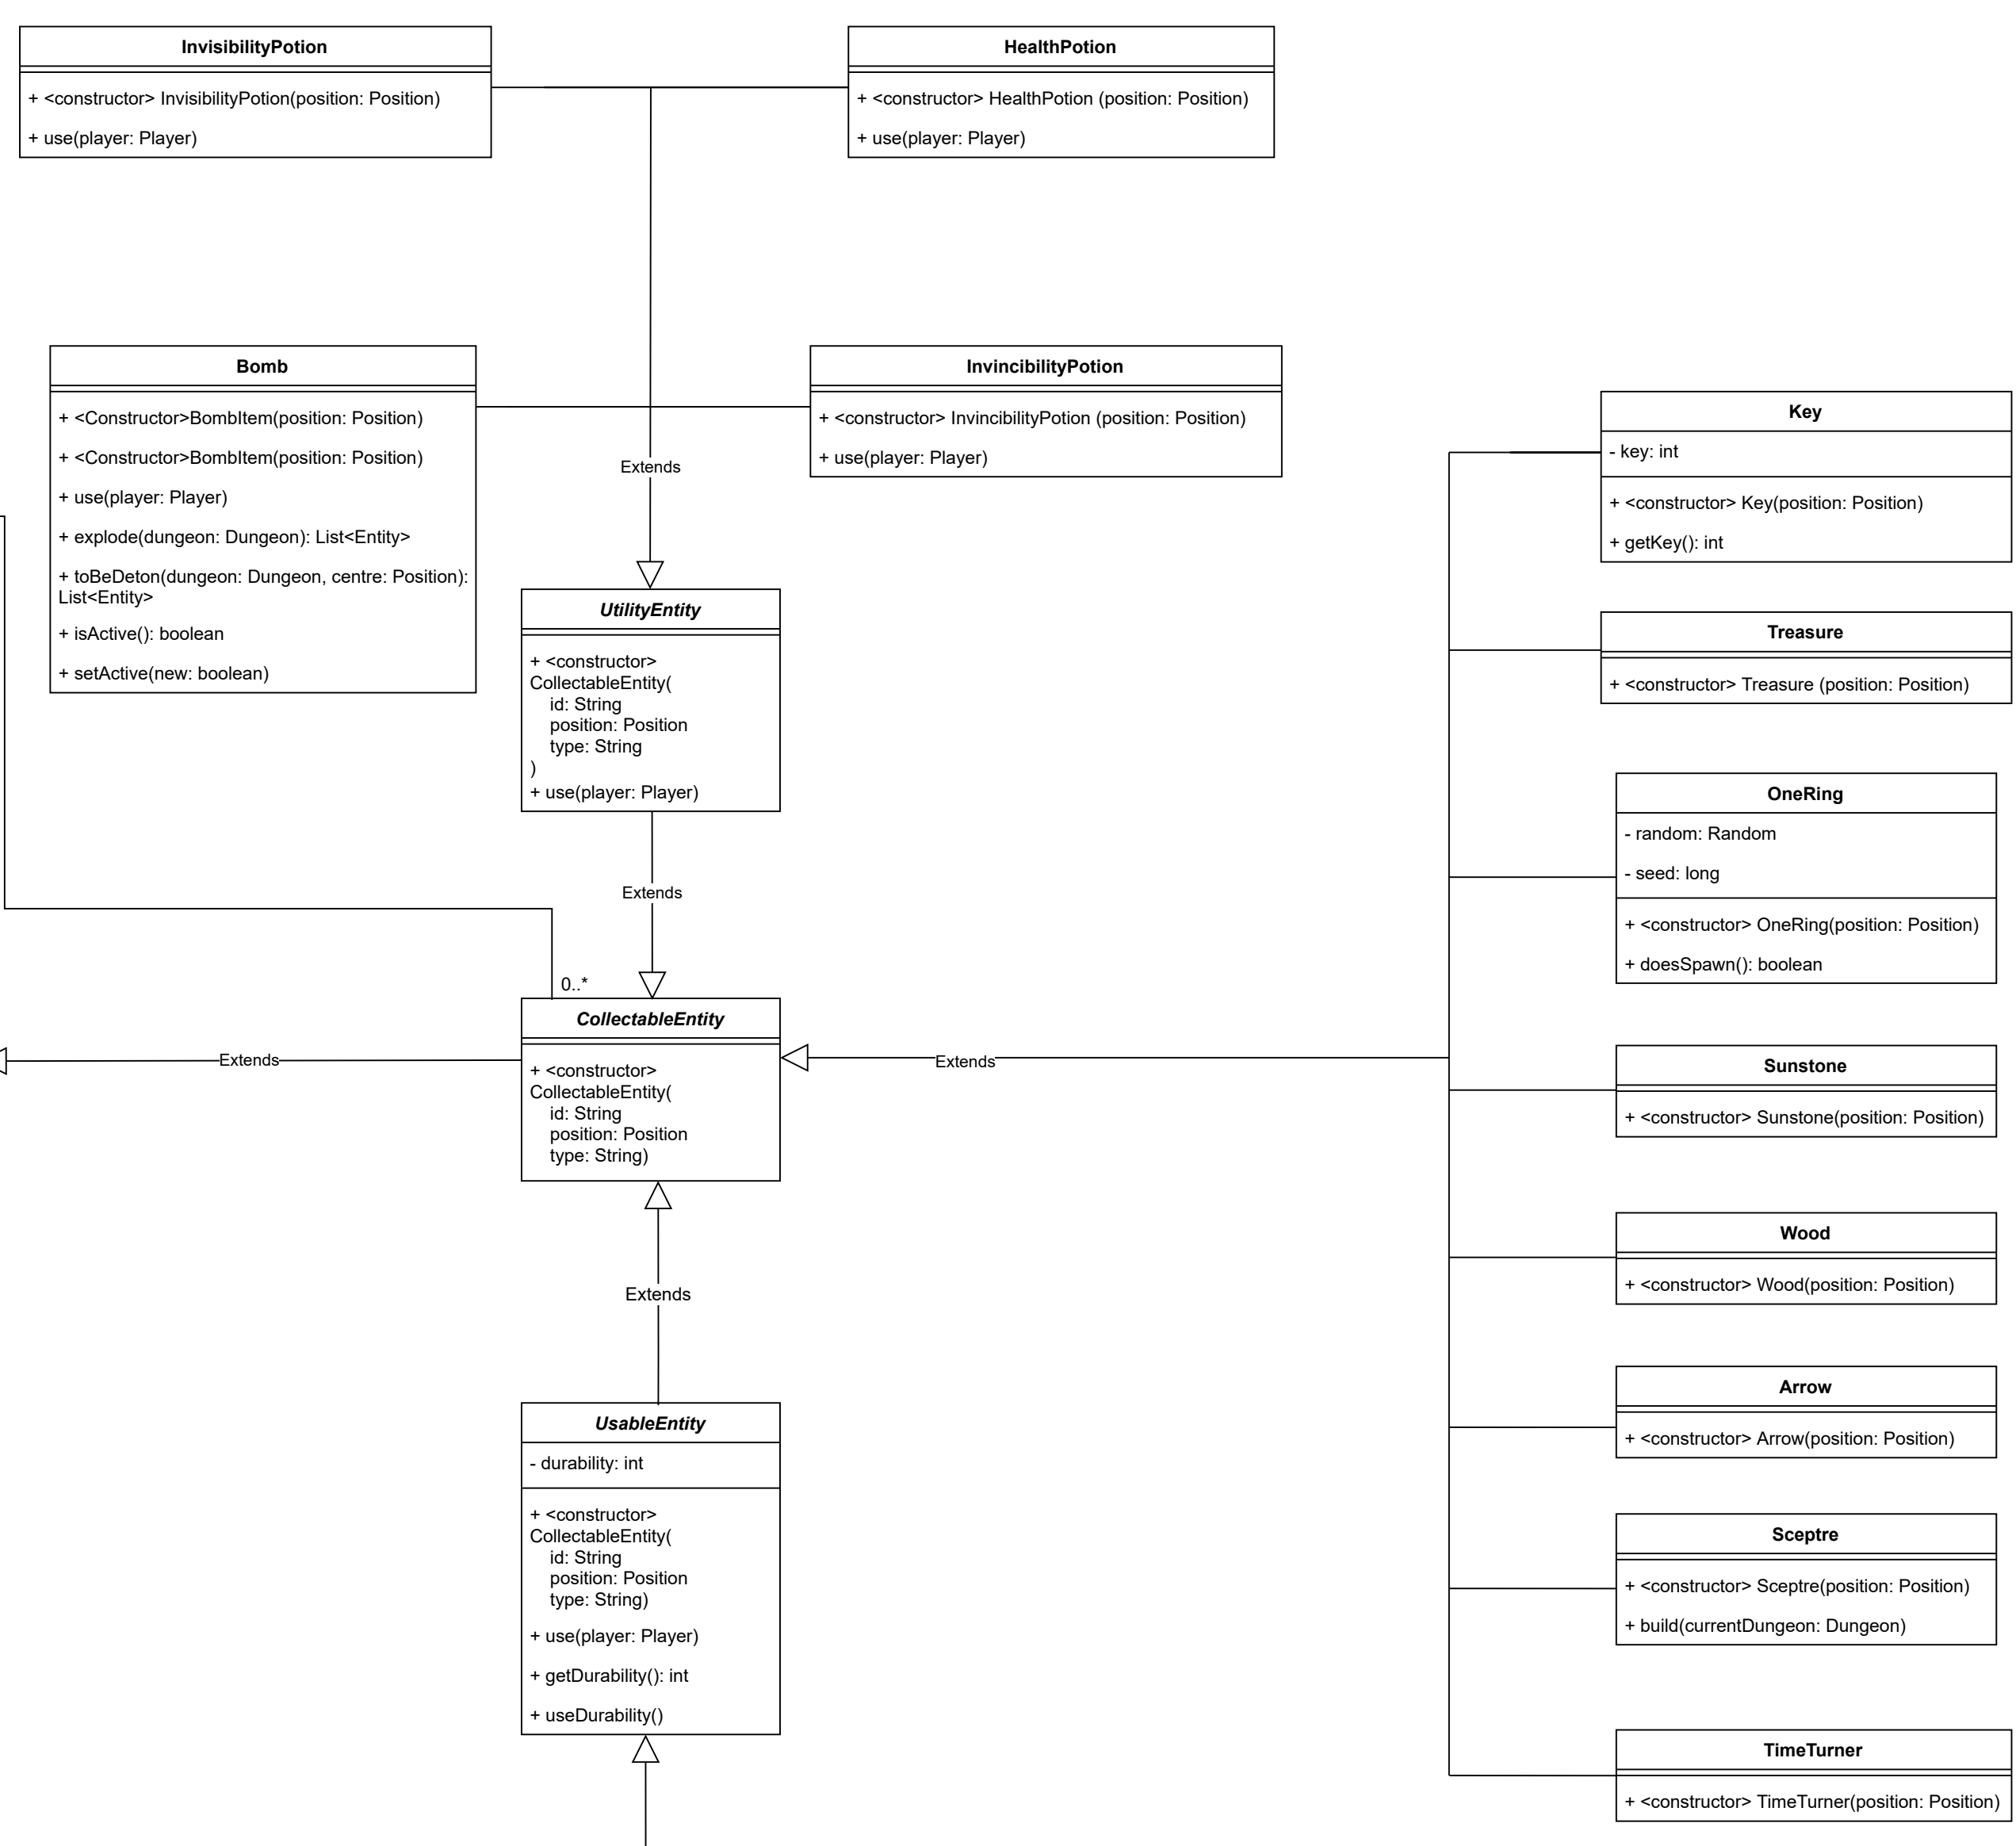 InvisibilityPotion
+ <constructor> InvisibilityPotion(position: Position)
+ use(player: Player)
HealthPotion
+ <constructor> HealthPotion (position: Position)
+ use(player: Player)
Bomb
+ <Constructor>BombItem(position: Position)
+ <Constructor>BombItem(position: Position)
+ use(player: Player)
+ explode(dungeon: Dungeon): List<Entity>
+ toBeDeton(dungeon: Dungeon, centre: Position):
List<Entity>
+ isActive(): boolean
+ setActive(new: boolean)
InvincibilityPotion
+ <constructor> InvincibilityPotion (position: Position)
+ use(player: Player)
Extends
UtilityEntity
+ <constructor>
CollectableEntity(
id: String
position: Position
type: String
)
+ use(player: Player)
Extends
0..*
CollectableEntity
+ <constructor>
CollectableEntity(
id: String
position: Position
type: String)
Extends
Extends
Extends
UsableEntity
- durability: int
+ <constructor>
CollectableEntity(
id: String
position: Position
type: String)
+ use(player: Player)
+ getDurability(): int
+ useDurability()
Key
- key: int
+ <constructor> Key(position: Position)
+ getKey(): int
Treasure
+ <constructor> Treasure (position: Position)
OneRing
- random: Random
- seed: long
+ <constructor> OneRing(position: Position)
+ doesSpawn(): boolean
Sunstone
+ <constructor> Sunstone(position: Position)
Wood
+ <constructor> Wood(position: Position)
Arrow
+ <constructor> Arrow(position: Position)
Sceptre
+ <constructor> Sceptre(position: Position)
+ build(currentDungeon: Dungeon)
TimeTurner
+ <constructor> TimeTurner(position: Position)